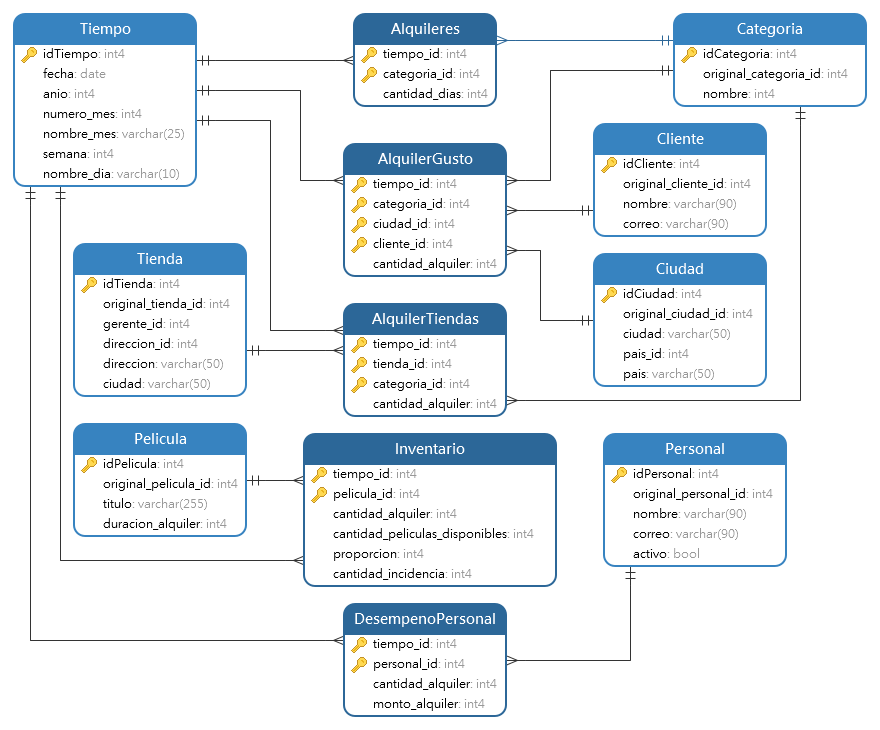 Tiempo
idTiempo: int4
fecha: date
anio: int4
numero_mes: int4
nombre_mes: varchar(25)
semana: int4
nombre_dia: varchar(10)
Alquileres
tiempo_id: int4
categoria_id: int4
cantidad_dias: int4
Categoria
idCategoria: int4
original_categoria_id: int4
nombre: int4
AlquilerGusto
tiempo_id: int4
categoria_id: int4
ciudad_id: int4
cliente_id: int4
cantidad_alquiler: int4
Cliente
idCliente: int4
original_cliente_id: int4
nombre: varchar(90)
correo: varchar(90)
Tienda
idTienda: int4
original_tienda_id: int4
gerente_id: int4
direccion_id: int4
direccion: varchar(50)
ciudad: varchar(50)
Ciudad
idCiudad: int4
original_ciudad_id: int4
ciudad: varchar(50)
pais_id: int4
pais: varchar(50)
AlquilerTiendas
tiempo_id: int4
tienda_id: int4
categoria_id: int4
cantidad_alquiler: int4
Pelicula
idPelicula: int4
original_pelicula_id: int4
titulo: varchar(255)
duracion_alquiler: int4
Inventario
tiempo_id: int4
pelicula_id: int4
cantidad_alquiler: int4
cantidad_peliculas_disponibles: int4
proporcion: int4
cantidad_incidencia: int4
Personal
idPersonal: int4
original_personal_id: int4
nombre: varchar(90)
correo: varchar(90)
activo: bool
DesempenoPersonal
tiempo_id: int4
personal_id: int4
cantidad_alquiler: int4
monto_alquiler: int4